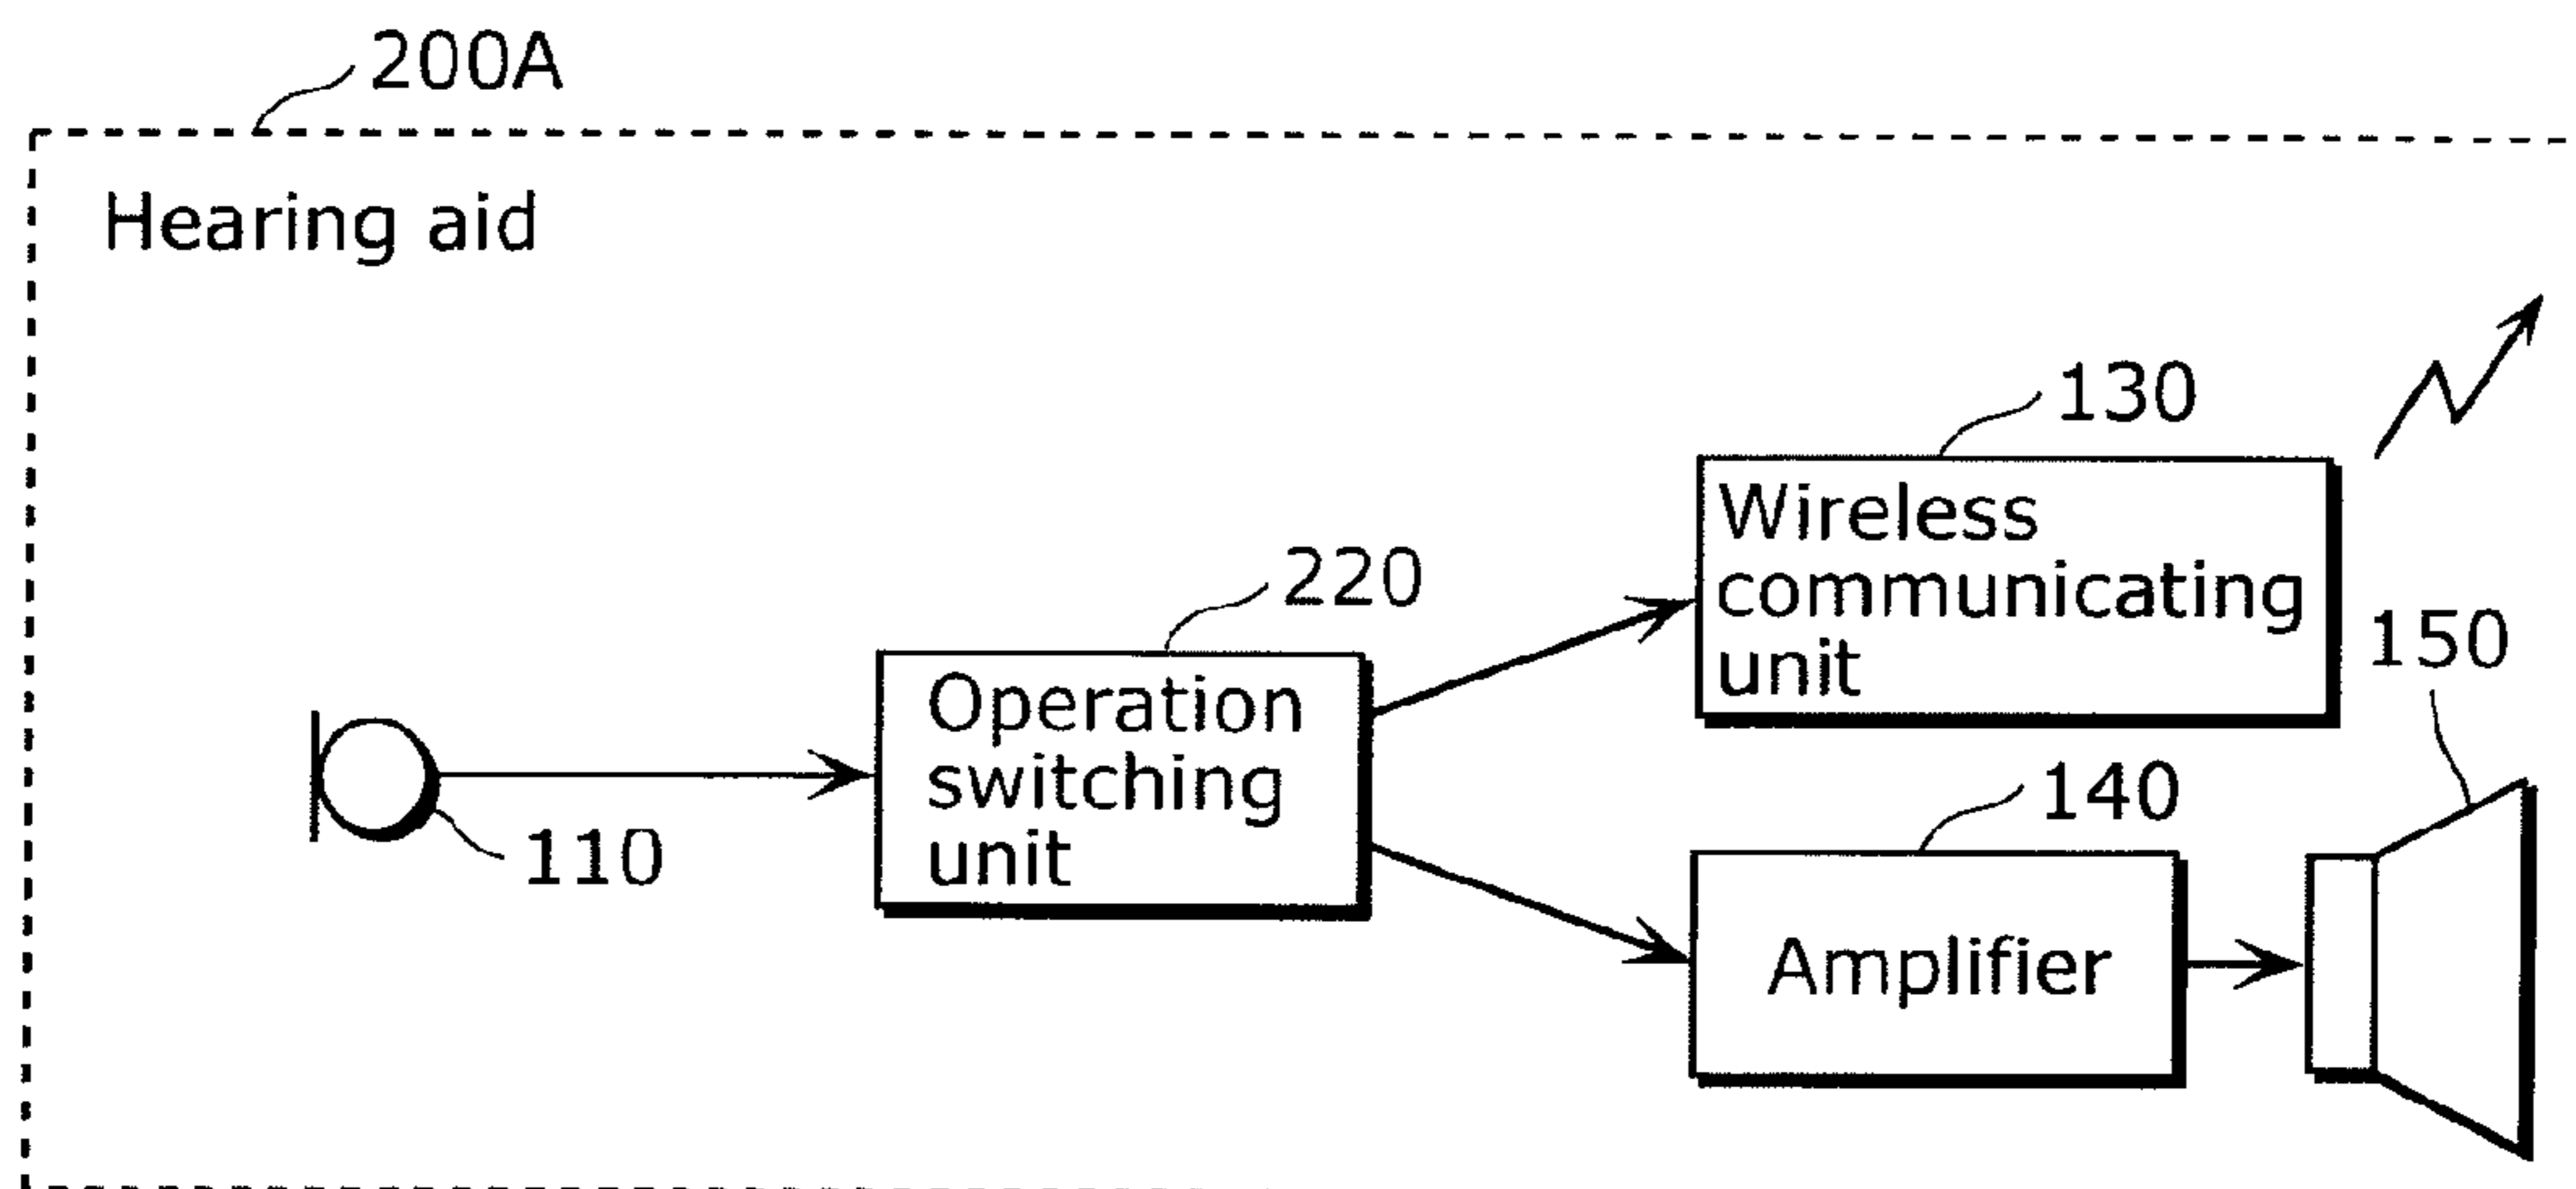 200A
Hearing aid
130
Wireless
communicating
unit
220
Operation
switching
unit
110
150
140
Amplifier